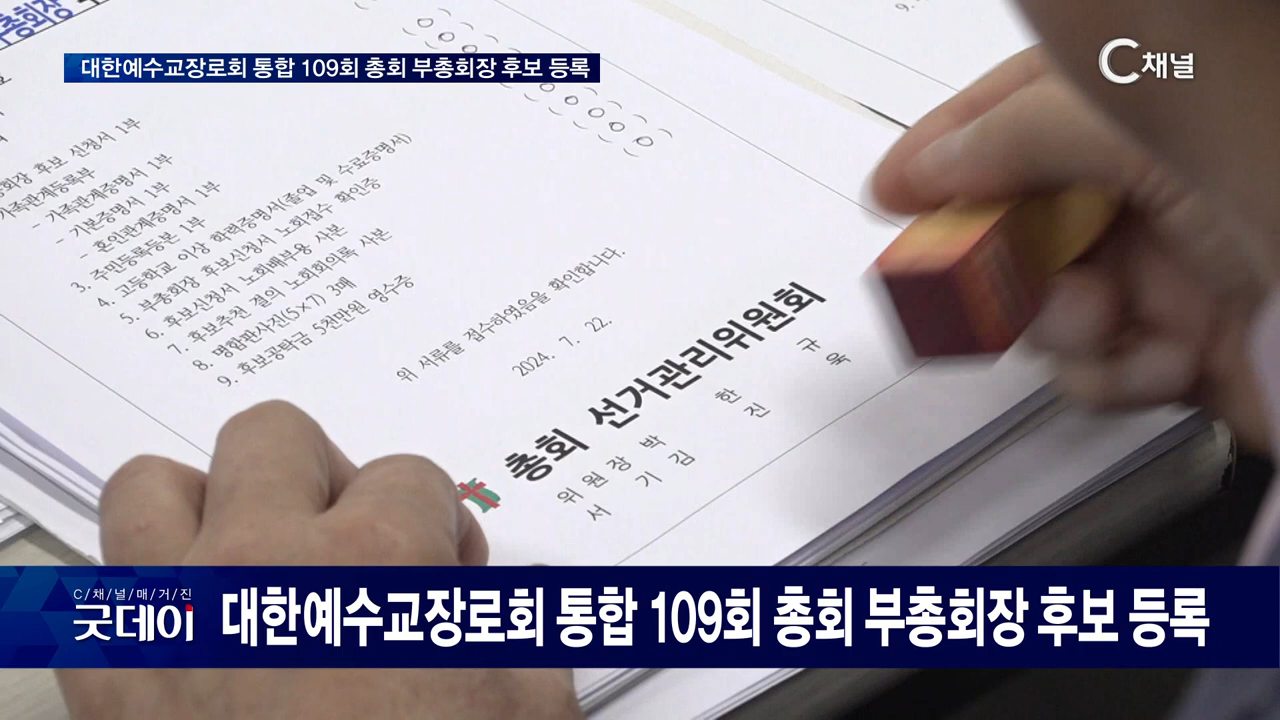 총회장
대한예수교장로회 통합 109회 총회 부총회장 후보 등록
C채널
9.
총회장 후보 신청서 1부
가족관계등록부
- 가족관계증명서 1부
- 기본증명서 1부
- 혼인관계증명서 1부
3. 주민등록등본 1부
4. 고등학교 이상 학력증명서(졸업 및 수료증명서)
5. 부총회장 후보신청서 노회접수 확인증
6. 후보신청서 노회배부용 사본
7. 후보추천 결의 노회회의록 사본
8. 명함판사진(5×7) 3매
9. 후보공탁금 5천만원 영수증
위 서류를 접수하였음을 확인합니다.
2024. 7. 22.
총회 선거관리위원회
위원장 박 한 규
서 기 김 진 욱
C/채/널/매/거/진
굿데이
대한예수교장로회 통합 109회 총회 부총회장 후보 등록